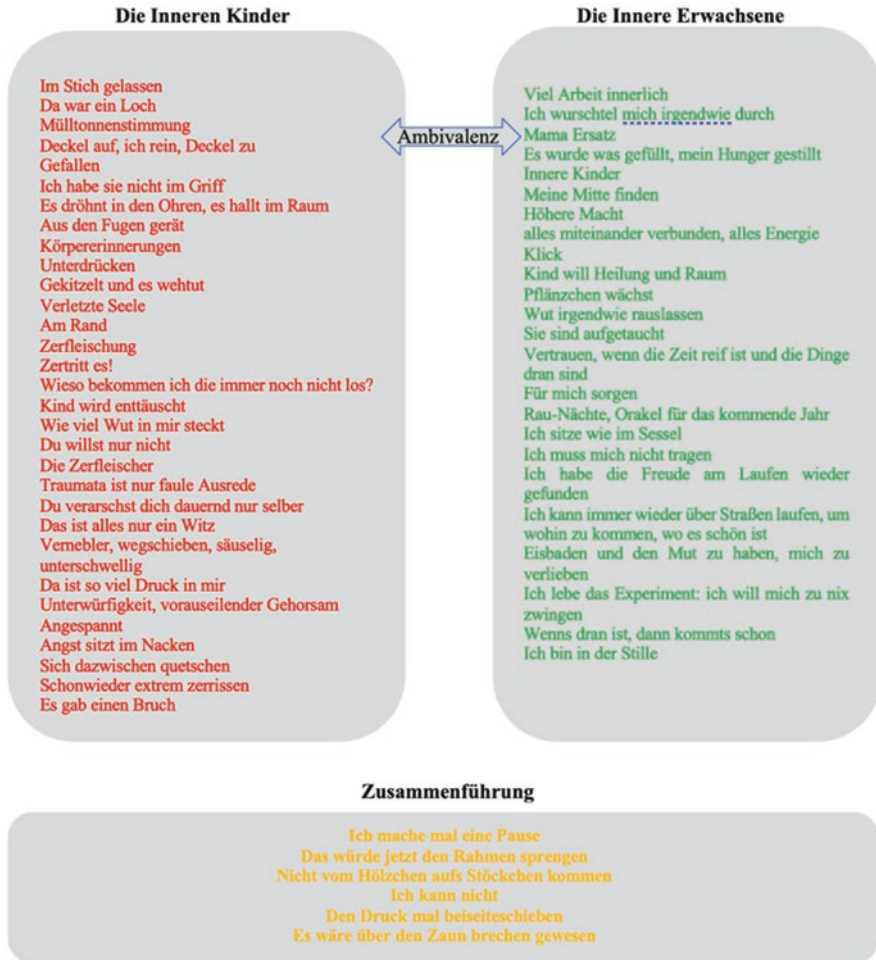 Die Inneren Kinder
Im Stich gelassen
Da war ein Loch
Mülltonnenstimmung
Deckel auf, ich rein, Deckel zu
Gefallen
Ich habe sie nicht im Griff
Es dröhnt in den Ohren, es hallt im Raum
Aus den Fugen gerät
Körpererinnerungen
Unterdrücken
Gekitzelt und es wehtut
Verletzte Seele
Am Rand
Zerfleischung
Zertritt es!
Wieso bekommen ich die immer noch nicht los?
Kind wird enttäuscht
Wie viel Wut in mir steckt
Du willst nur nicht
Die Zerfleischer
Traumata ist nur faule Ausrede
Du verarschst dich dauernd nur selber
Das ist alles nur ein Witz
Vernebler, wegschieben, säuselig,
unterschwellig
Da ist so viel Druck in mir
Unterwürfigkeit, vorauseilender Gehorsam
Angespannt
Angst sitzt im Nacken
Sich dazwischen quetschen
Schonwieder extrem zerrissen
Es gab einen Bruch
Ambivalenz
Die Innere Erwachsene
Viel Arbeit innerlich
Ich wurschtel mich irgendwie durch
Mama Ersatz
Es wurde was gefüllt, mein Hunger gestillt
Innere Kinder
Meine Mitte finden
Höhere Macht
alles miteinander verbunden, alles Energie
Klick
Kind will Heilung und Raum
Pflänzchen wächst
Wut irgendwie rauslassen
Sie sind aufgetaucht
Vertrauen, wenn die Zeit reif ist und die Dinge
dran sind
Für mich sorgen
Rau-Nächte, Orakel für das kommende Jahr
Ich sitze wie im Sessel
Ich muss mich nicht tragen
Ich habe die Freude am Laufen wieder
gefunden
Ich kann immer wieder über Straßen laufen, um
wohin zu kommen, wo es schön ist
Eisbaden und den Mut zu haben, mich zu
verlieben
Ich lebe das Experiment: ich will mich zu nix
zwingen
Wenns dran ist, dann kommts schon
Ich bin in der Stille
Zusammenführung
Ich mache mal eine Pause
Das würde jetzt den Rahmen sprengen
Nicht vom Hölzchen aufs Stöckchen kommen
Ich kann nicht
Den Druck mal beiseiteschieben
Es wäre über den Zaun brechen gewesen